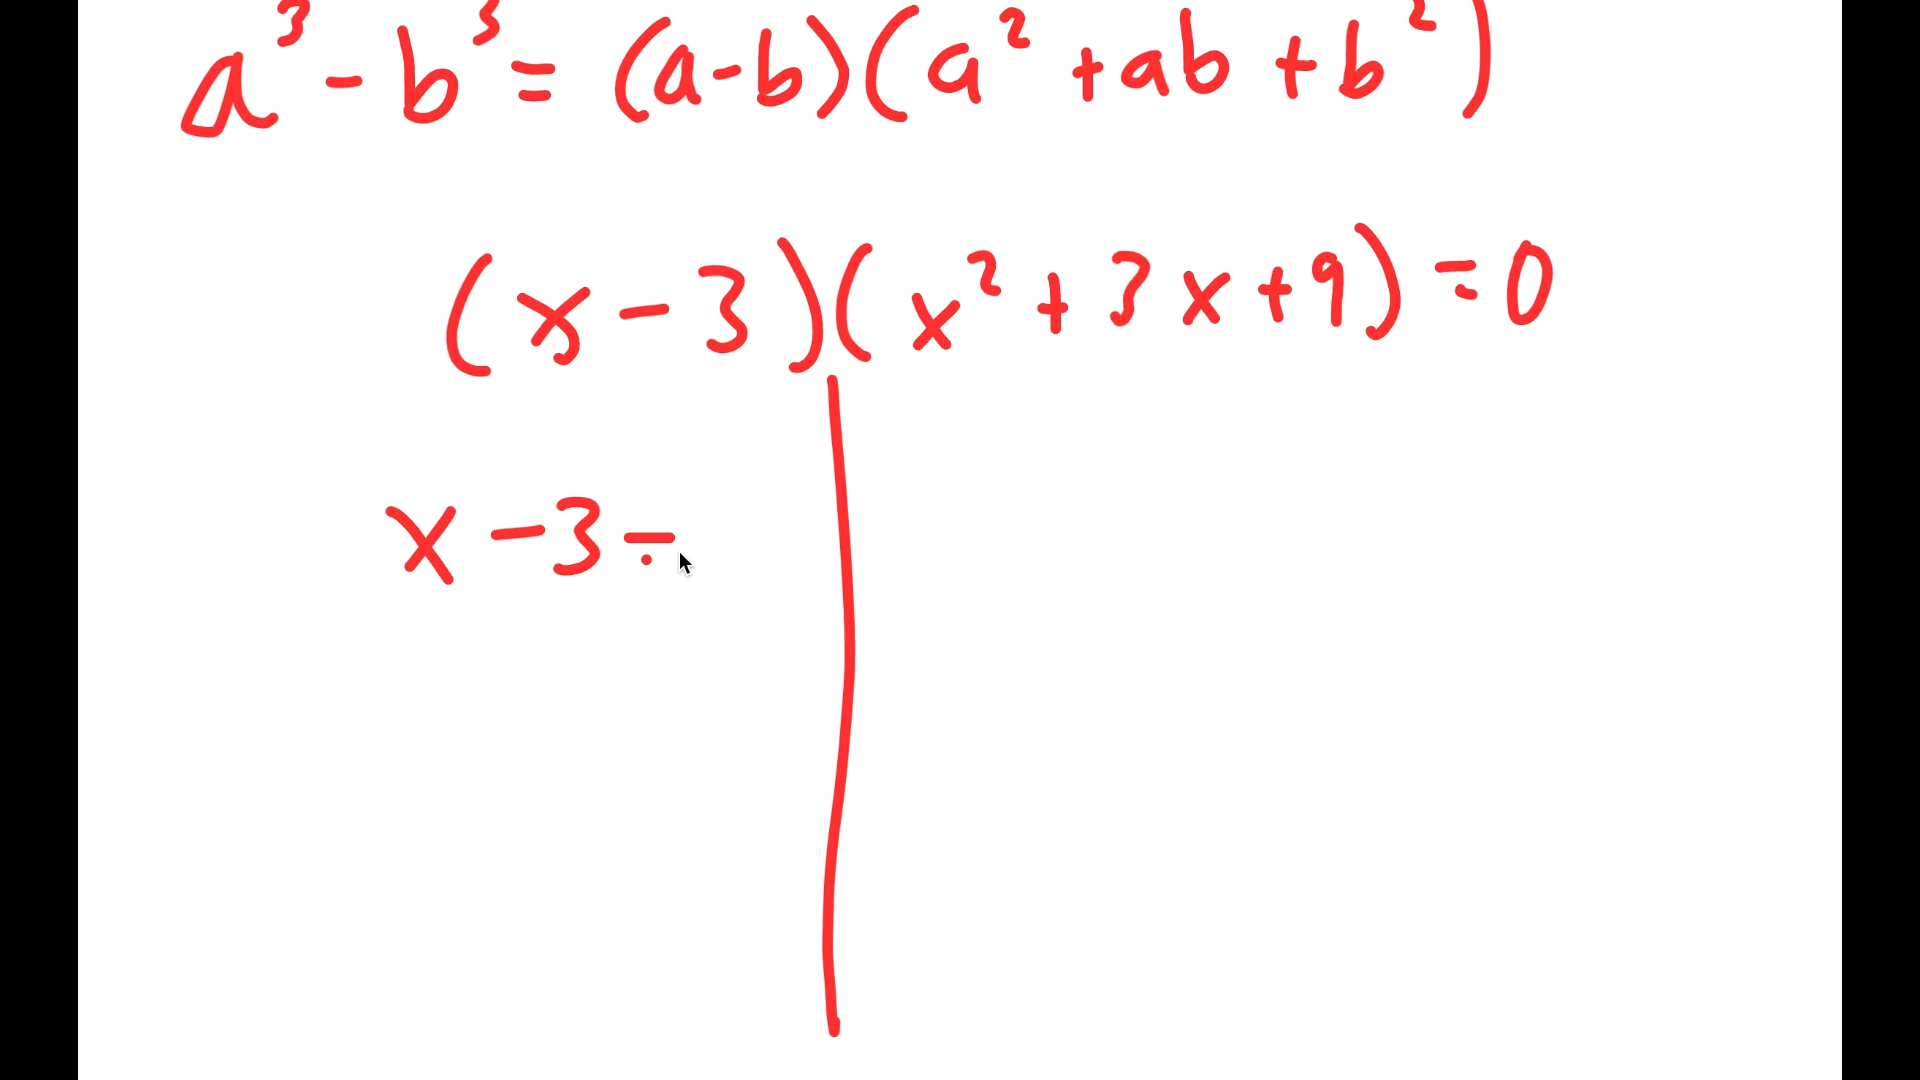 a³ - b³ = (a-b)(a² + ab + b²)
(x - 3)(x² + 3x + 9) = 0
x - 3 =